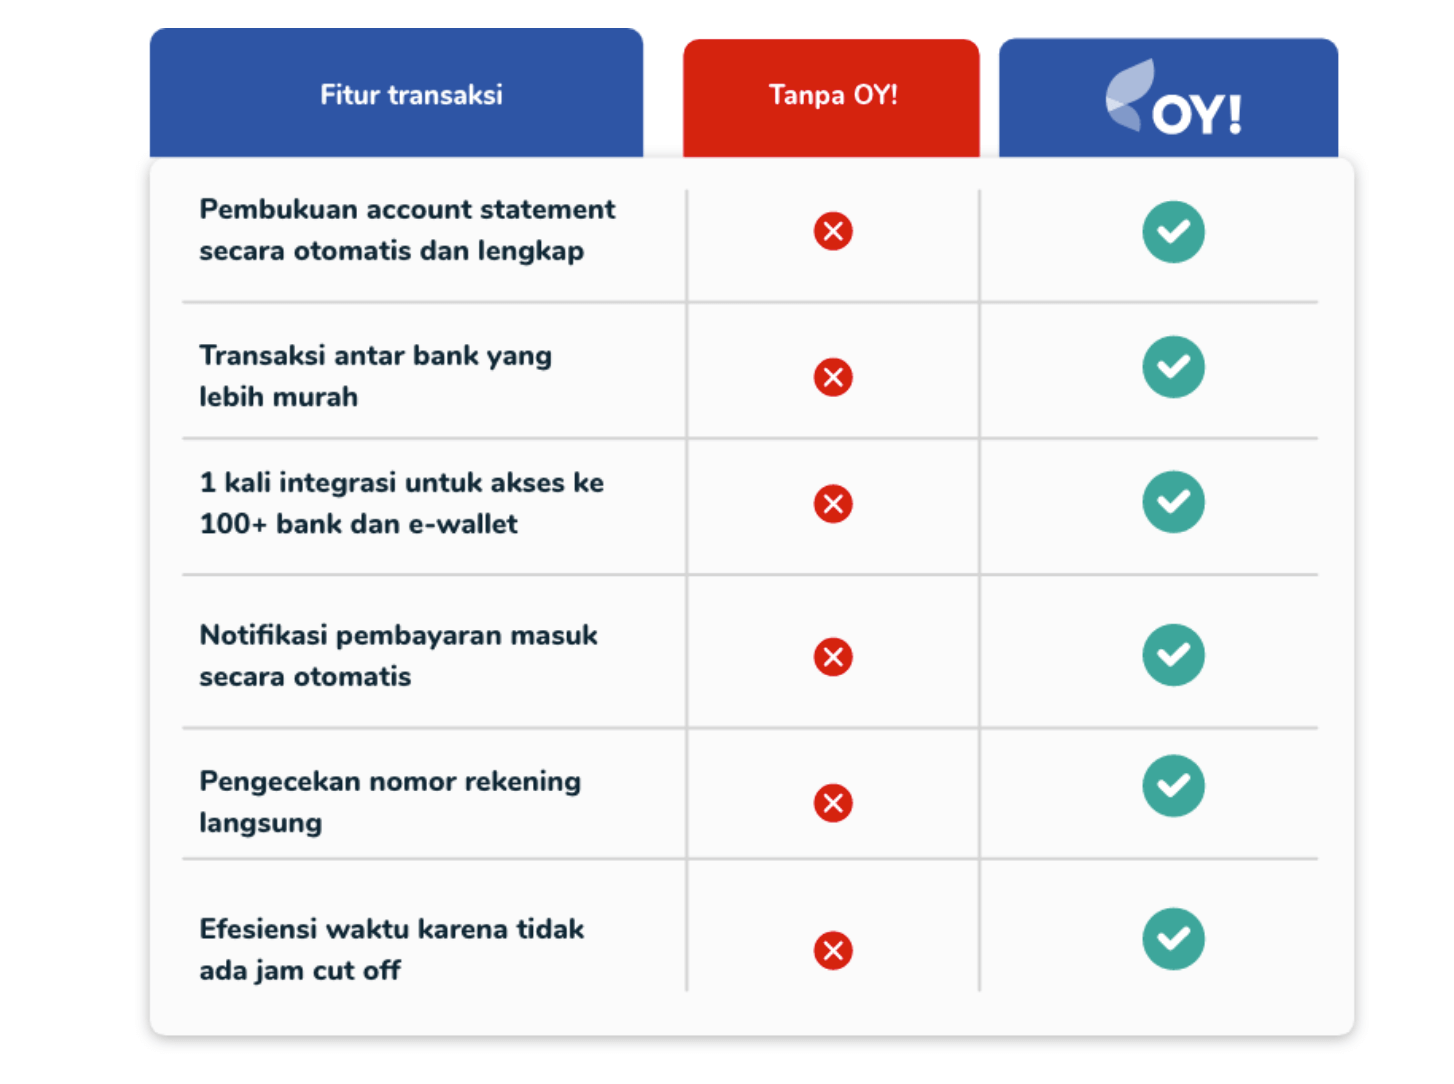 Fitur transaksi
Tanpa OY!
OY!
Pembukuan account statement
secara otomatis dan lengkap
Transaksi antar bank yang
lebih murah
1 kali integrasi untuk akses ke
100+ bank dan e-wallet
Notifikasi pembayaran masuk
secara otomatis
Pengecekan nomor rekening
langsung
Efesiensi waktu karena tidak
ada jam cut off